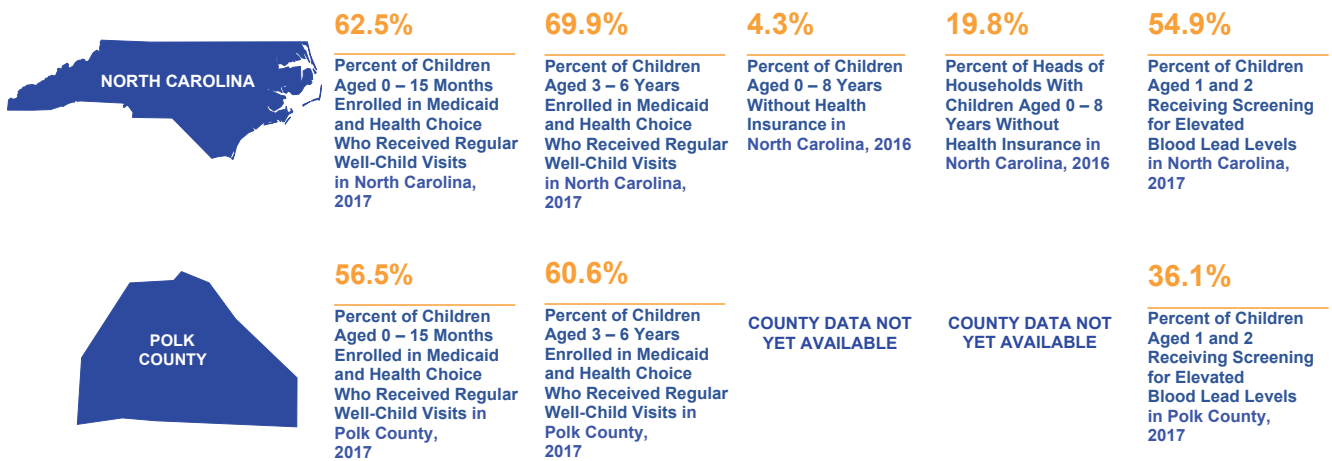 NORTH CAROLINA
62.5%
Percent of Children
Aged 0 – 15 Months
Enrolled in Medicaid
and Health Choice
Who Received Regular
Well-Child Visits
in North Carolina,
2017
69.9%
Percent of Children
Aged 3 – 6 Years
Enrolled in Medicaid
and Health Choice
Who Received Regular
Well-Child Visits
in North Carolina,
2017
4.3%
Percent of Children
Aged 0 – 8 Years
Without Health
Insurance in
North Carolina, 2016
19.8%
Percent of Heads of
Households With
Children Aged 0 – 8
Years Without
Health Insurance in
North Carolina, 2016
54.9%
Percent of Children
Aged 1 and 2
Receiving Screening
for Elevated
Blood Lead Levels
in North Carolina,
2017
POLK
COUNTY
56.5%
Percent of Children
Aged 0 – 15 Months
Enrolled in Medicaid
and Health Choice
Who Received Regular
Well-Child Visits in
Polk County,
2017
60.6%
Percent of Children
Aged 3 – 6 Years
Enrolled in Medicaid
and Health Choice
Who Received Regular
Well-Child Visits in
Polk County,
2017
COUNTY DATA NOT
YET AVAILABLE
COUNTY DATA NOT
YET AVAILABLE
36.1%
Percent of Children
Aged 1 and 2
Receiving Screening
for Elevated
Blood Lead Levels
in Polk County,
2017